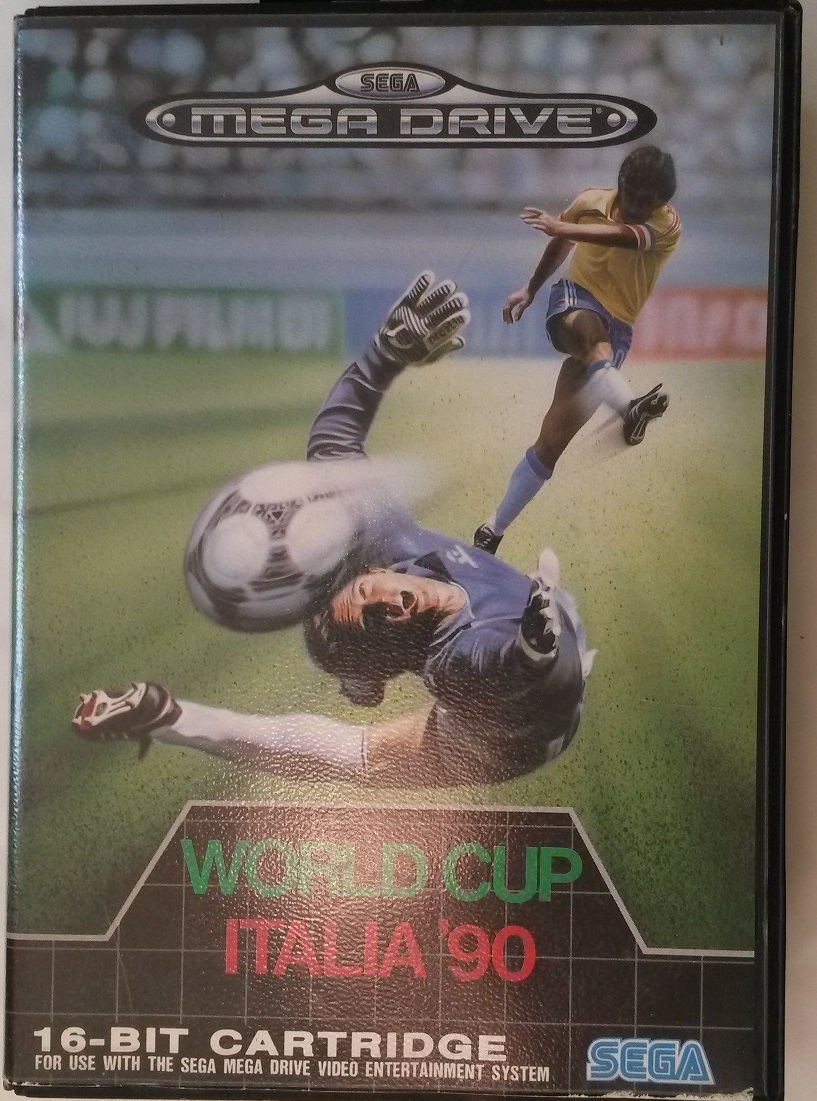 SEGA
MEGA DRIVE
WORLD CUP
ITALIA '90
16-BIT CARTRIDGE
FOR USE WITH THE SEGA MEGA DRIVE VIDEO ENTERTAINMENT SYSTEM
SEGA